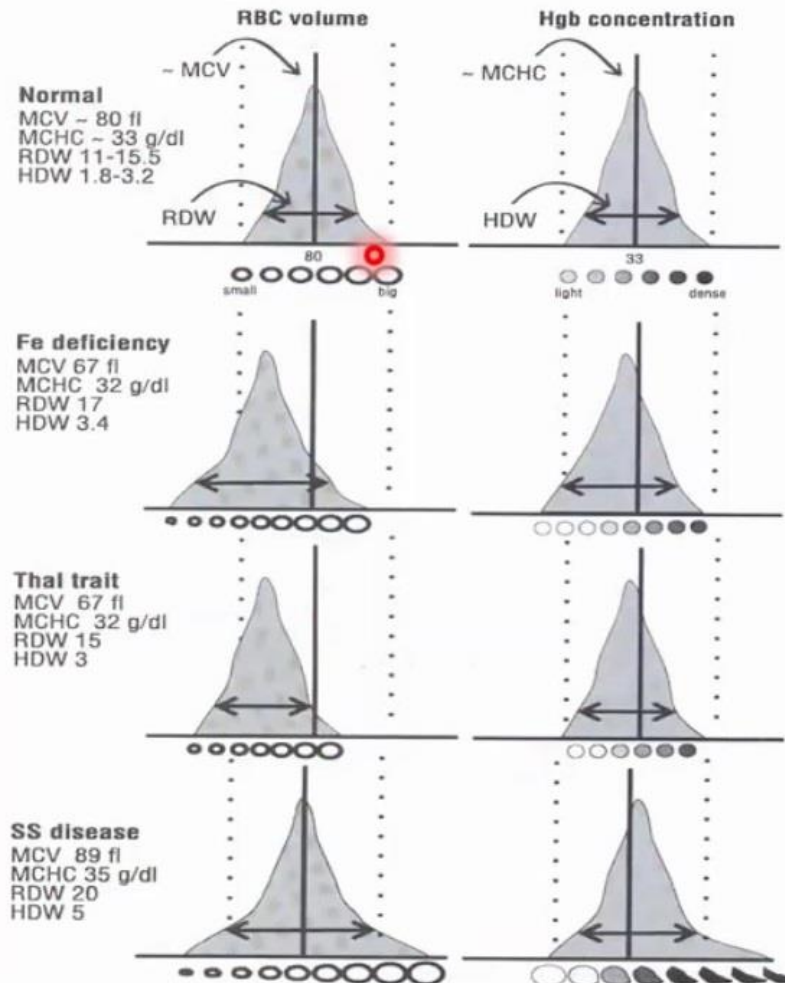 RBC volume
Hgb concentration
~ MCV
~ MCHC
Normal
MCV ~ 80 fl
MCHC ~ 33 g/dl
RDW 11-15.5
HDW 1.8-3.2
RDW
HDW
80
33
small
big
light
dense
Fe deficiency
MCV 67 fl
MCHC 32 g/dl
RDW 17
HDW 3.4
Thal trait
MCV 67 fl
MCHC 32 g/dl
RDW 15
HDW 3
SS disease
MCV 89 fl
MCHC 35 g/dl
RDW 20
HDW 5